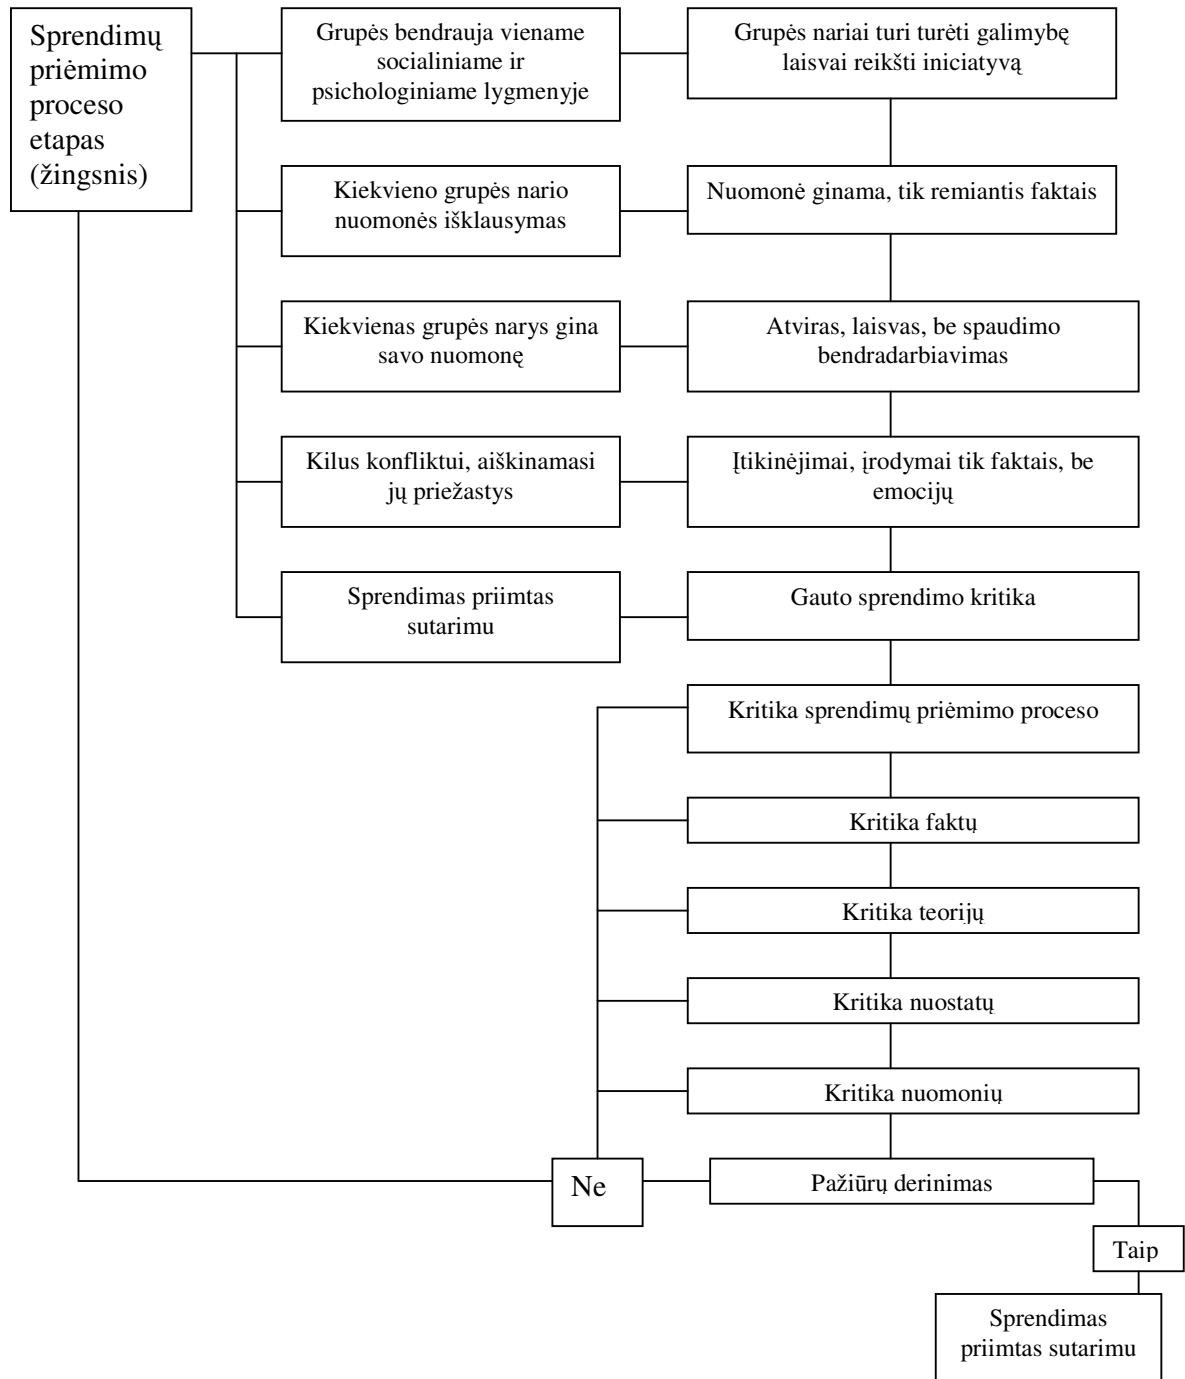 Sprendimų
priėmimo
proceso
etapas
(žingsnis)
Grupės bendrauja viename
socialiniame ir
psichologiniame lygmenyje
Grupės nariai turi turėti galimybę
laisvai reikšti iniciatyvą
Kiekvieno grupės nario
nuomonės išklausymas
Nuomonė ginama, tik remiantis faktais
Kiekvienas grupės narys gina
savo nuomonę
Atviras, laisvas, be spaudimo
bendradarbiavimas
Kilus konfliktui, aiškinamasi
jų priežastys
Įtikinėjimai, įrodymai tik faktais, be
emocijų
Sprendimas priimtas
sutarimu
Gauto sprendimo kritika
Kritika sprendimų priėmimo proceso
Kritika faktų
Kritika teorijų
Kritika nuostatų
Kritika nuomonių
Ne
Pažiūrų derinimas
Taip
Sprendimas
priimtas sutarimu